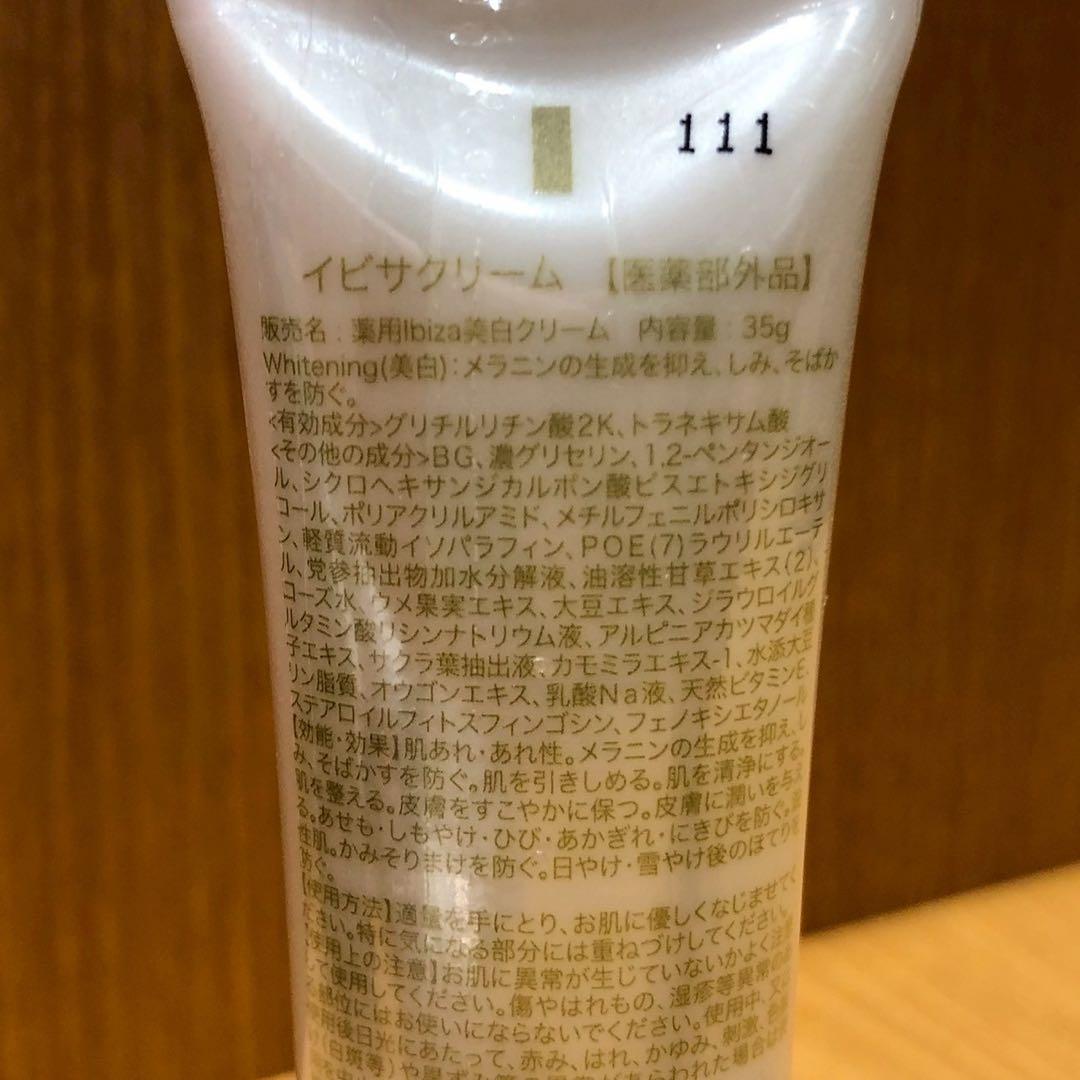 111
イビサクリーム 【医薬部外品】
販売名：薬用Ibiza美白クリーム 内容量：35g
Whitening(美白)：メラニンの生成を抑え、しみ、そばか
すを防ぐ。
<有効成分>グリチルリチン酸2K、トラネキサム酸
<その他の成分>BG、濃グリセリン、1,2-ペンタンジオー
ル、シクロヘキサンジカルボン酸ビスエトキシジグリ
コール、ポリアクリルアミド、メチルフェニルポリシロキサ
ン、軽質流動イソパラフィン、POE(7)ラウリルエーテ
ル、党参抽出物加水分解液、油溶性甘草エキス(2)、
ローズ水、ウメ果実エキス、大豆エキス、ジラウロイルグ
ルタミン酸リシンナトリウム液、アルピニアカツマダイ種
子エキス、サクラ葉抽出液、カモミラエキス-1、水添大豆
リン脂質、オウゴンエキス、乳酸Na液、天然ビタミンE、
ステアロイルフィトスフィンゴシン、フェノキシエタノール
【効能・効果】肌あれ・あれ性。メラニンの生成を抑え、し
み、そばかすを防ぐ。肌を引きしめる。肌を清浄にする。
肌を整える。皮膚をすこやかに保つ。皮膚に潤いを与え
る。あせも・しもやけ・ひび・あかぎれ・にきびを防ぐ。
性肌。かみそりまけを防ぐ。日やけ・雪やけ後のほてりを
防ぐ。
【使用方法】適量を手にとり、お肌に優しくなじませてく
ださい。特に気になる部分には重ねづけしてください。
使用上の注意】お肌に異常が生じていないかよく注
して使用してください。傷やはれもの、湿疹等異常の
部位にはお使いにならないでください。使用中、又
使用後日光にあたって、赤み、はれ、かゆみ、刺激、色
(白斑等)や黒ずみ等の異常があらわれた場合は